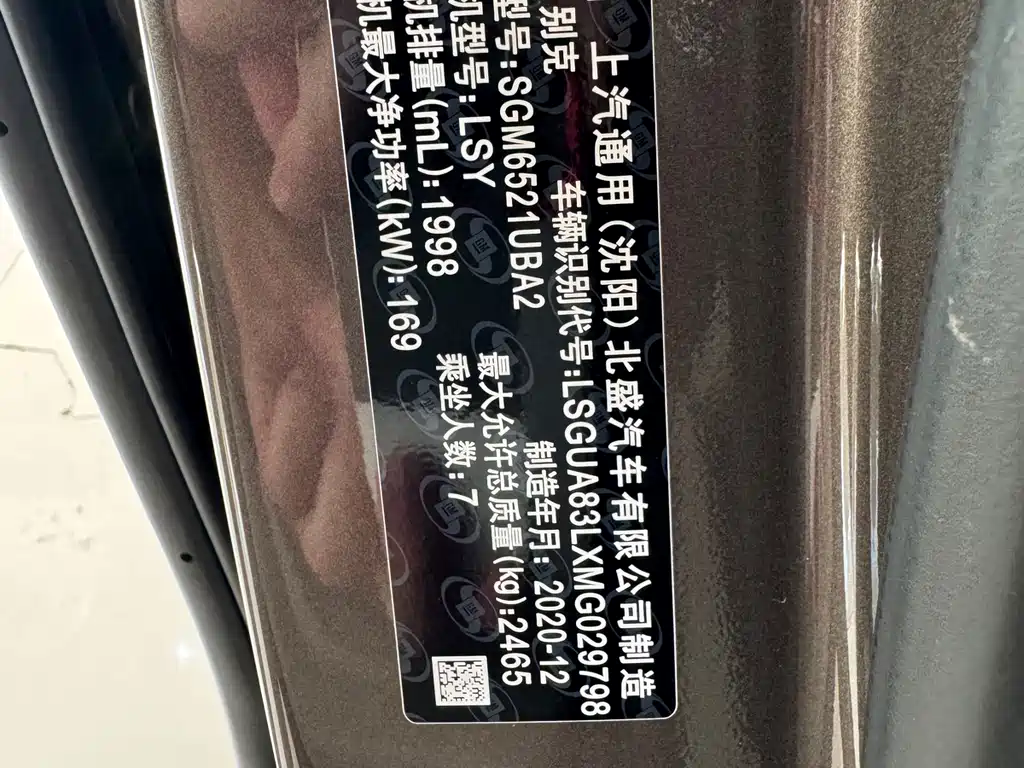 上汽通用(沈阳)北盛汽车有限公司制造
别克 车辆识别代号:LSGUA83LXMG029798
型号:SGM6521UBA2 制造年月:2020-12
机型号:LSY 最大允许总质量(kg):2465
机排量(mL):1998 乘坐人数:7
机最大净功率(kW):169